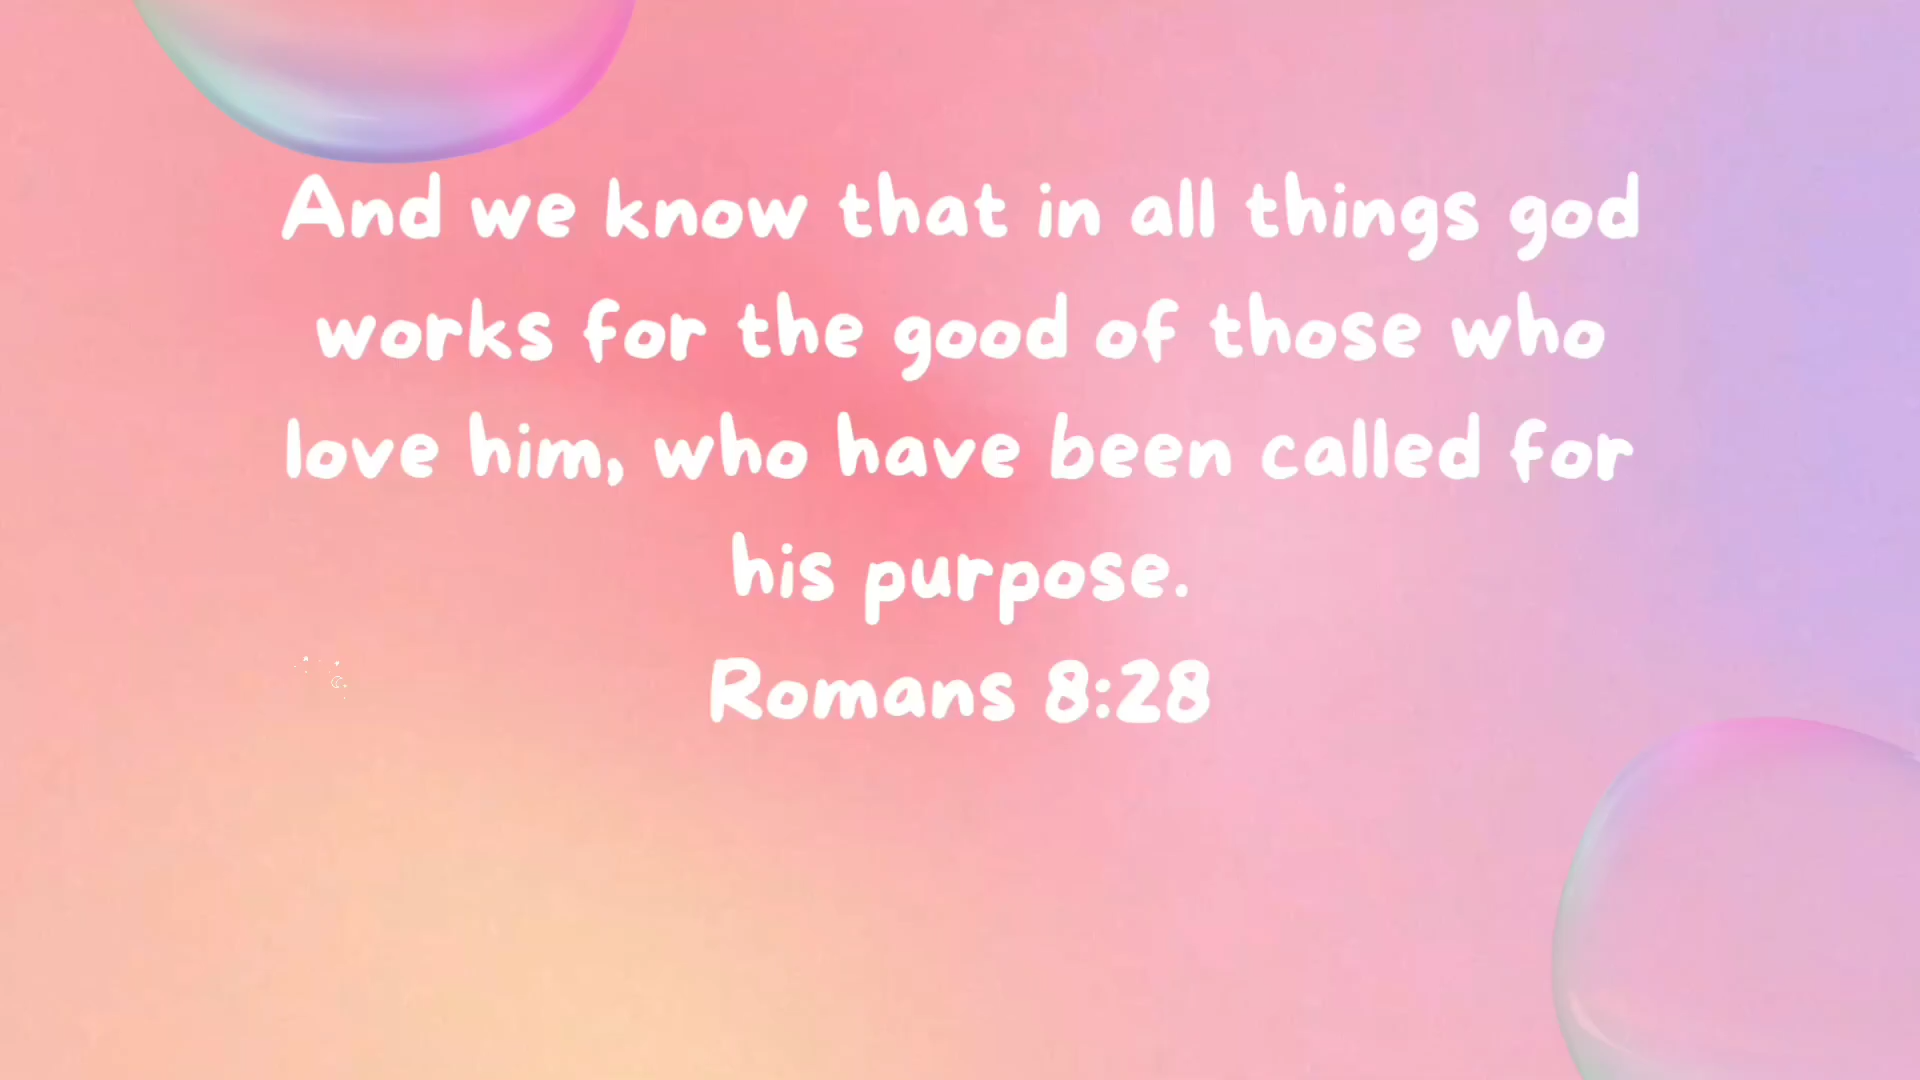 And we know that in all things god
works for the good of those who
love him, who have been called for
his purpose.
Romans 8:28